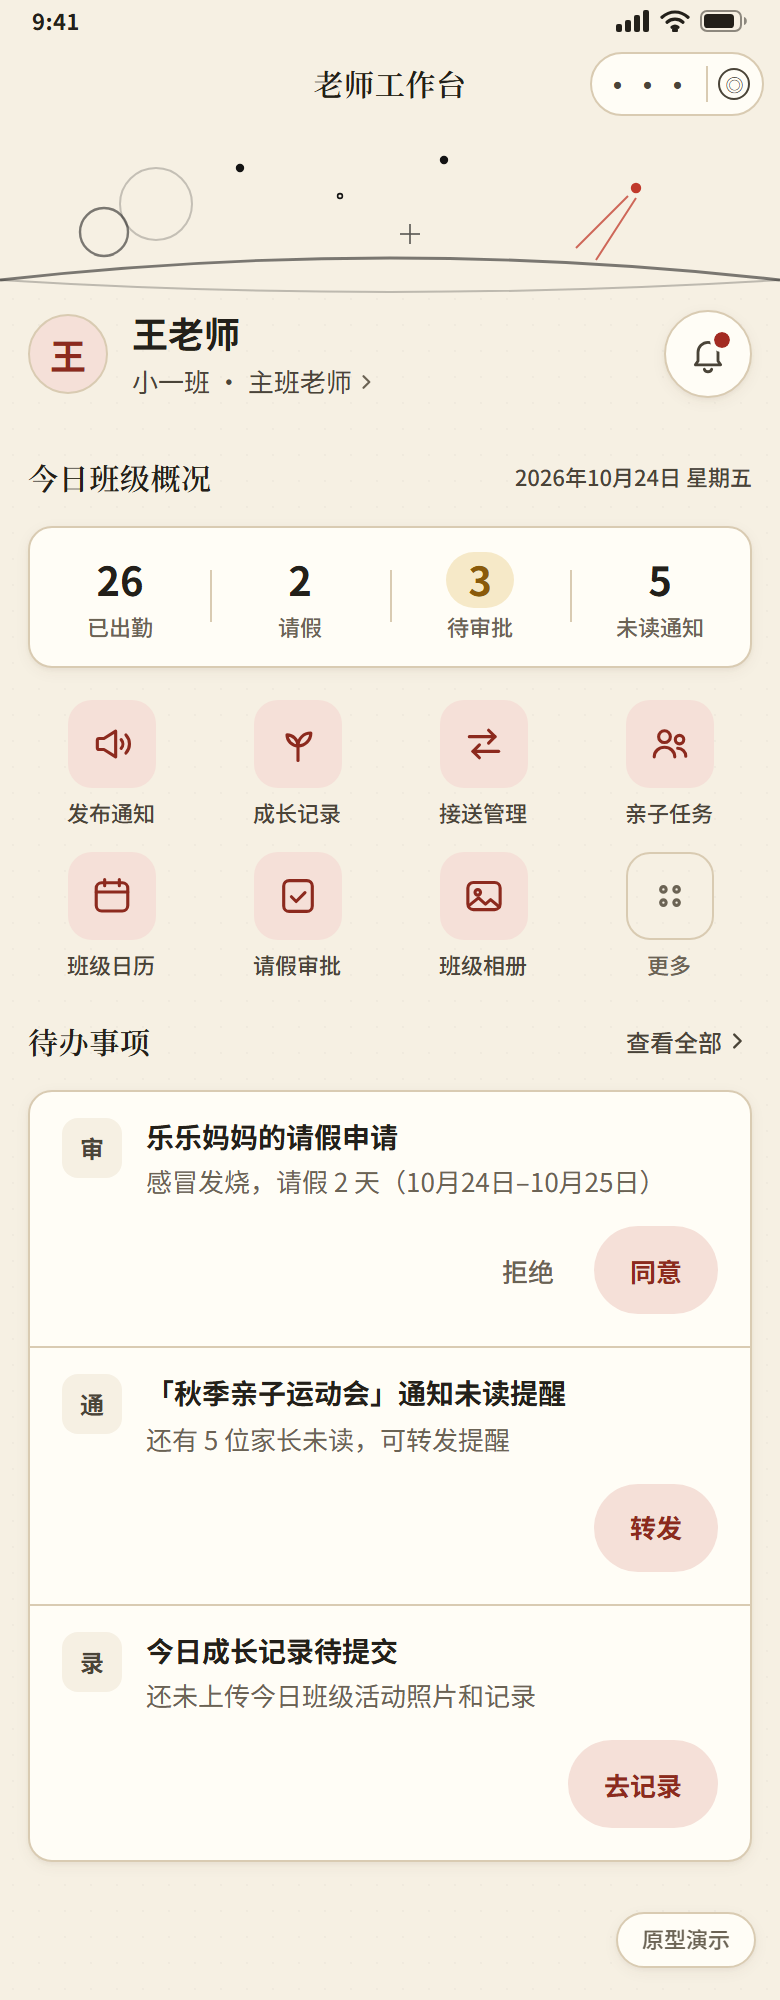 9:41
老师工作台
王
王老师
小一班 • 主班老师
今日班级概况
2026年10月24日 星期五
26
2
3
5
已出勤
请假
待审批
未读通知
发布通知
成长记录
接送管理
亲子任务
班级日历
请假审批
班级相册
更多
待办事项
查看全部
审
乐乐妈妈的请假申请
感冒发烧，请假 2 天（10月24日–10月25日）
拒绝
同意
通
「秋季亲子运动会」通知未读提醒
还有 5 位家长未读，可转发提醒
转发
录
今日成长记录待提交
还未上传今日班级活动照片和记录
去记录
原型演示